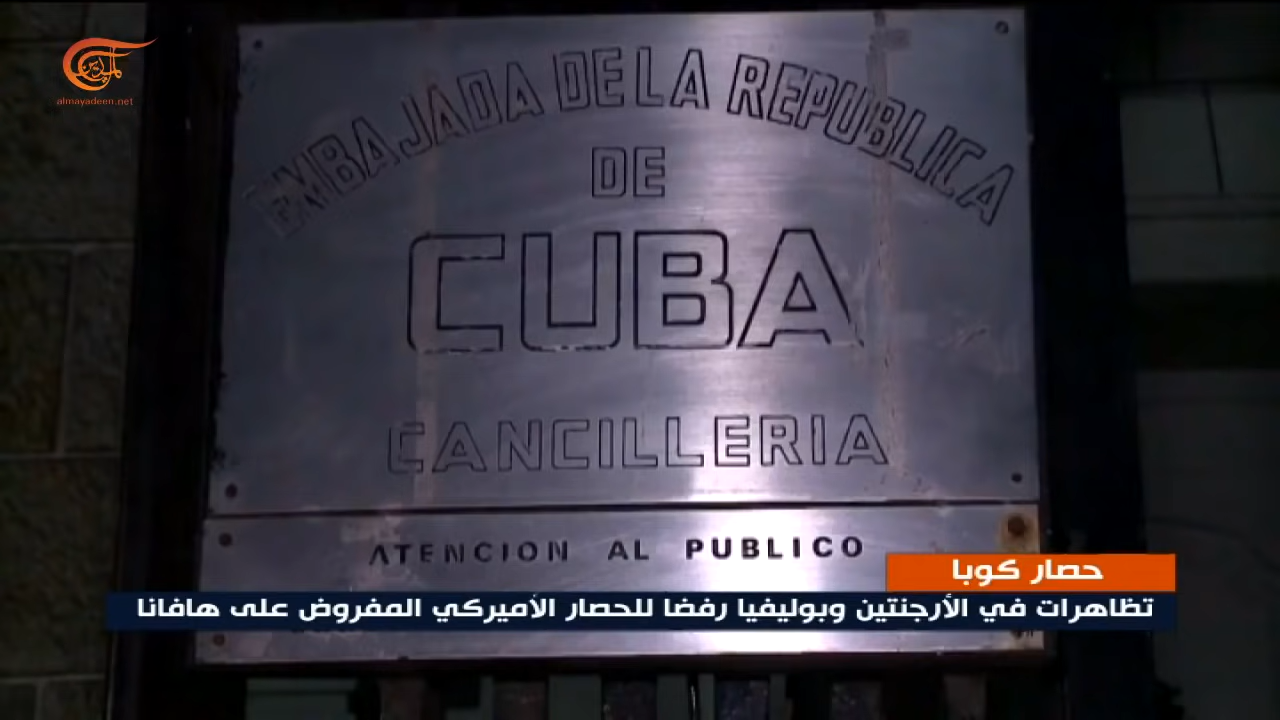 المیادین
almayadeen.net
EMBAJADA DE LA REPUBLICA
DE
CUBA
CANCILLERIA
ATENCION AL PUBLICO
حصار كوبا
تظاهرات في الأرجنتين وبوليفيا رفضا للحصار الأميركي المفروض على هافانا